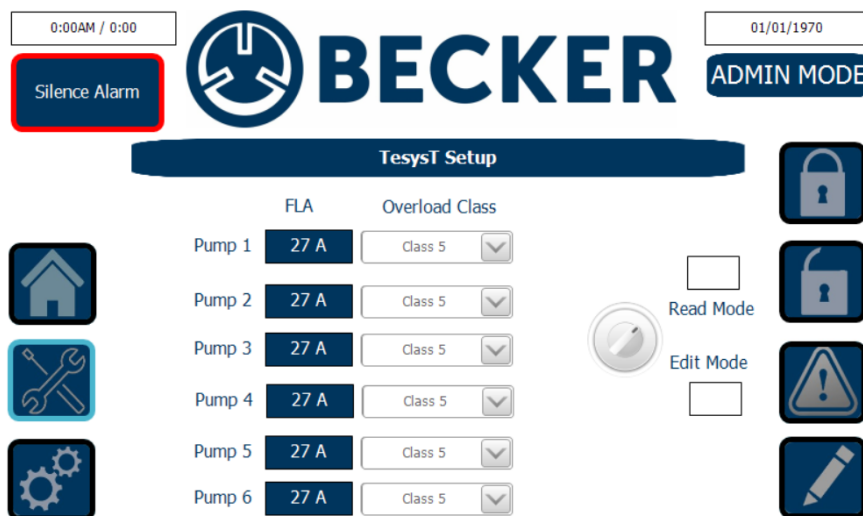 0:00AM / 0:00
01/01/1970
Silence Alarm
BECKER
ADMIN MODE
TesysT Setup
FLA Overload Class
Pump 1 27 A Class 5
Pump 2 27 A Class 5
Read Mode
Pump 3 27 A Class 5
Edit Mode
Pump 4 27 A Class 5
Pump 5 27 A Class 5
Pump 6 27 A Class 5